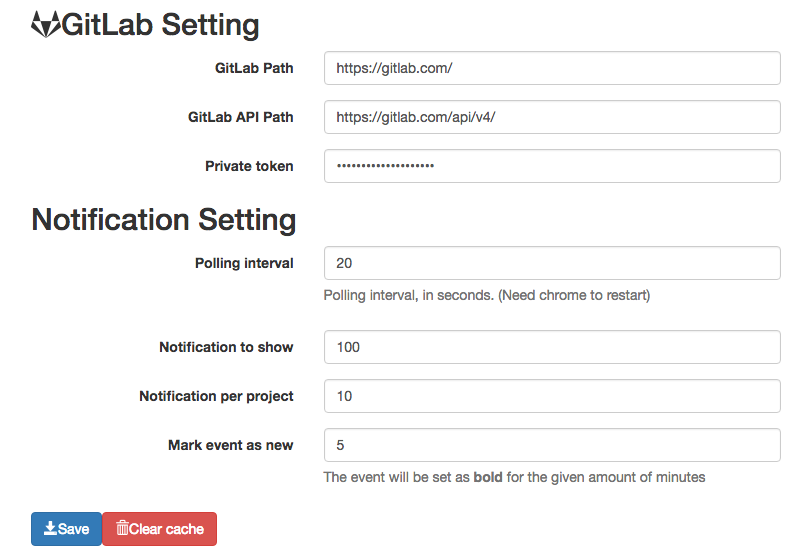 GitLab Setting
GitLab Path https://gitlab.com/
GitLab API Path https://gitlab.com/api/v4/
Private token ••••••••••••••••••••
Notification Setting
Polling interval 20
Polling interval, in seconds. (Need chrome to restart)
Notification to show 100
Notification per project 10
Mark event as new 5
The event will be set as bold for the given amount of minutes
Save Clear cache